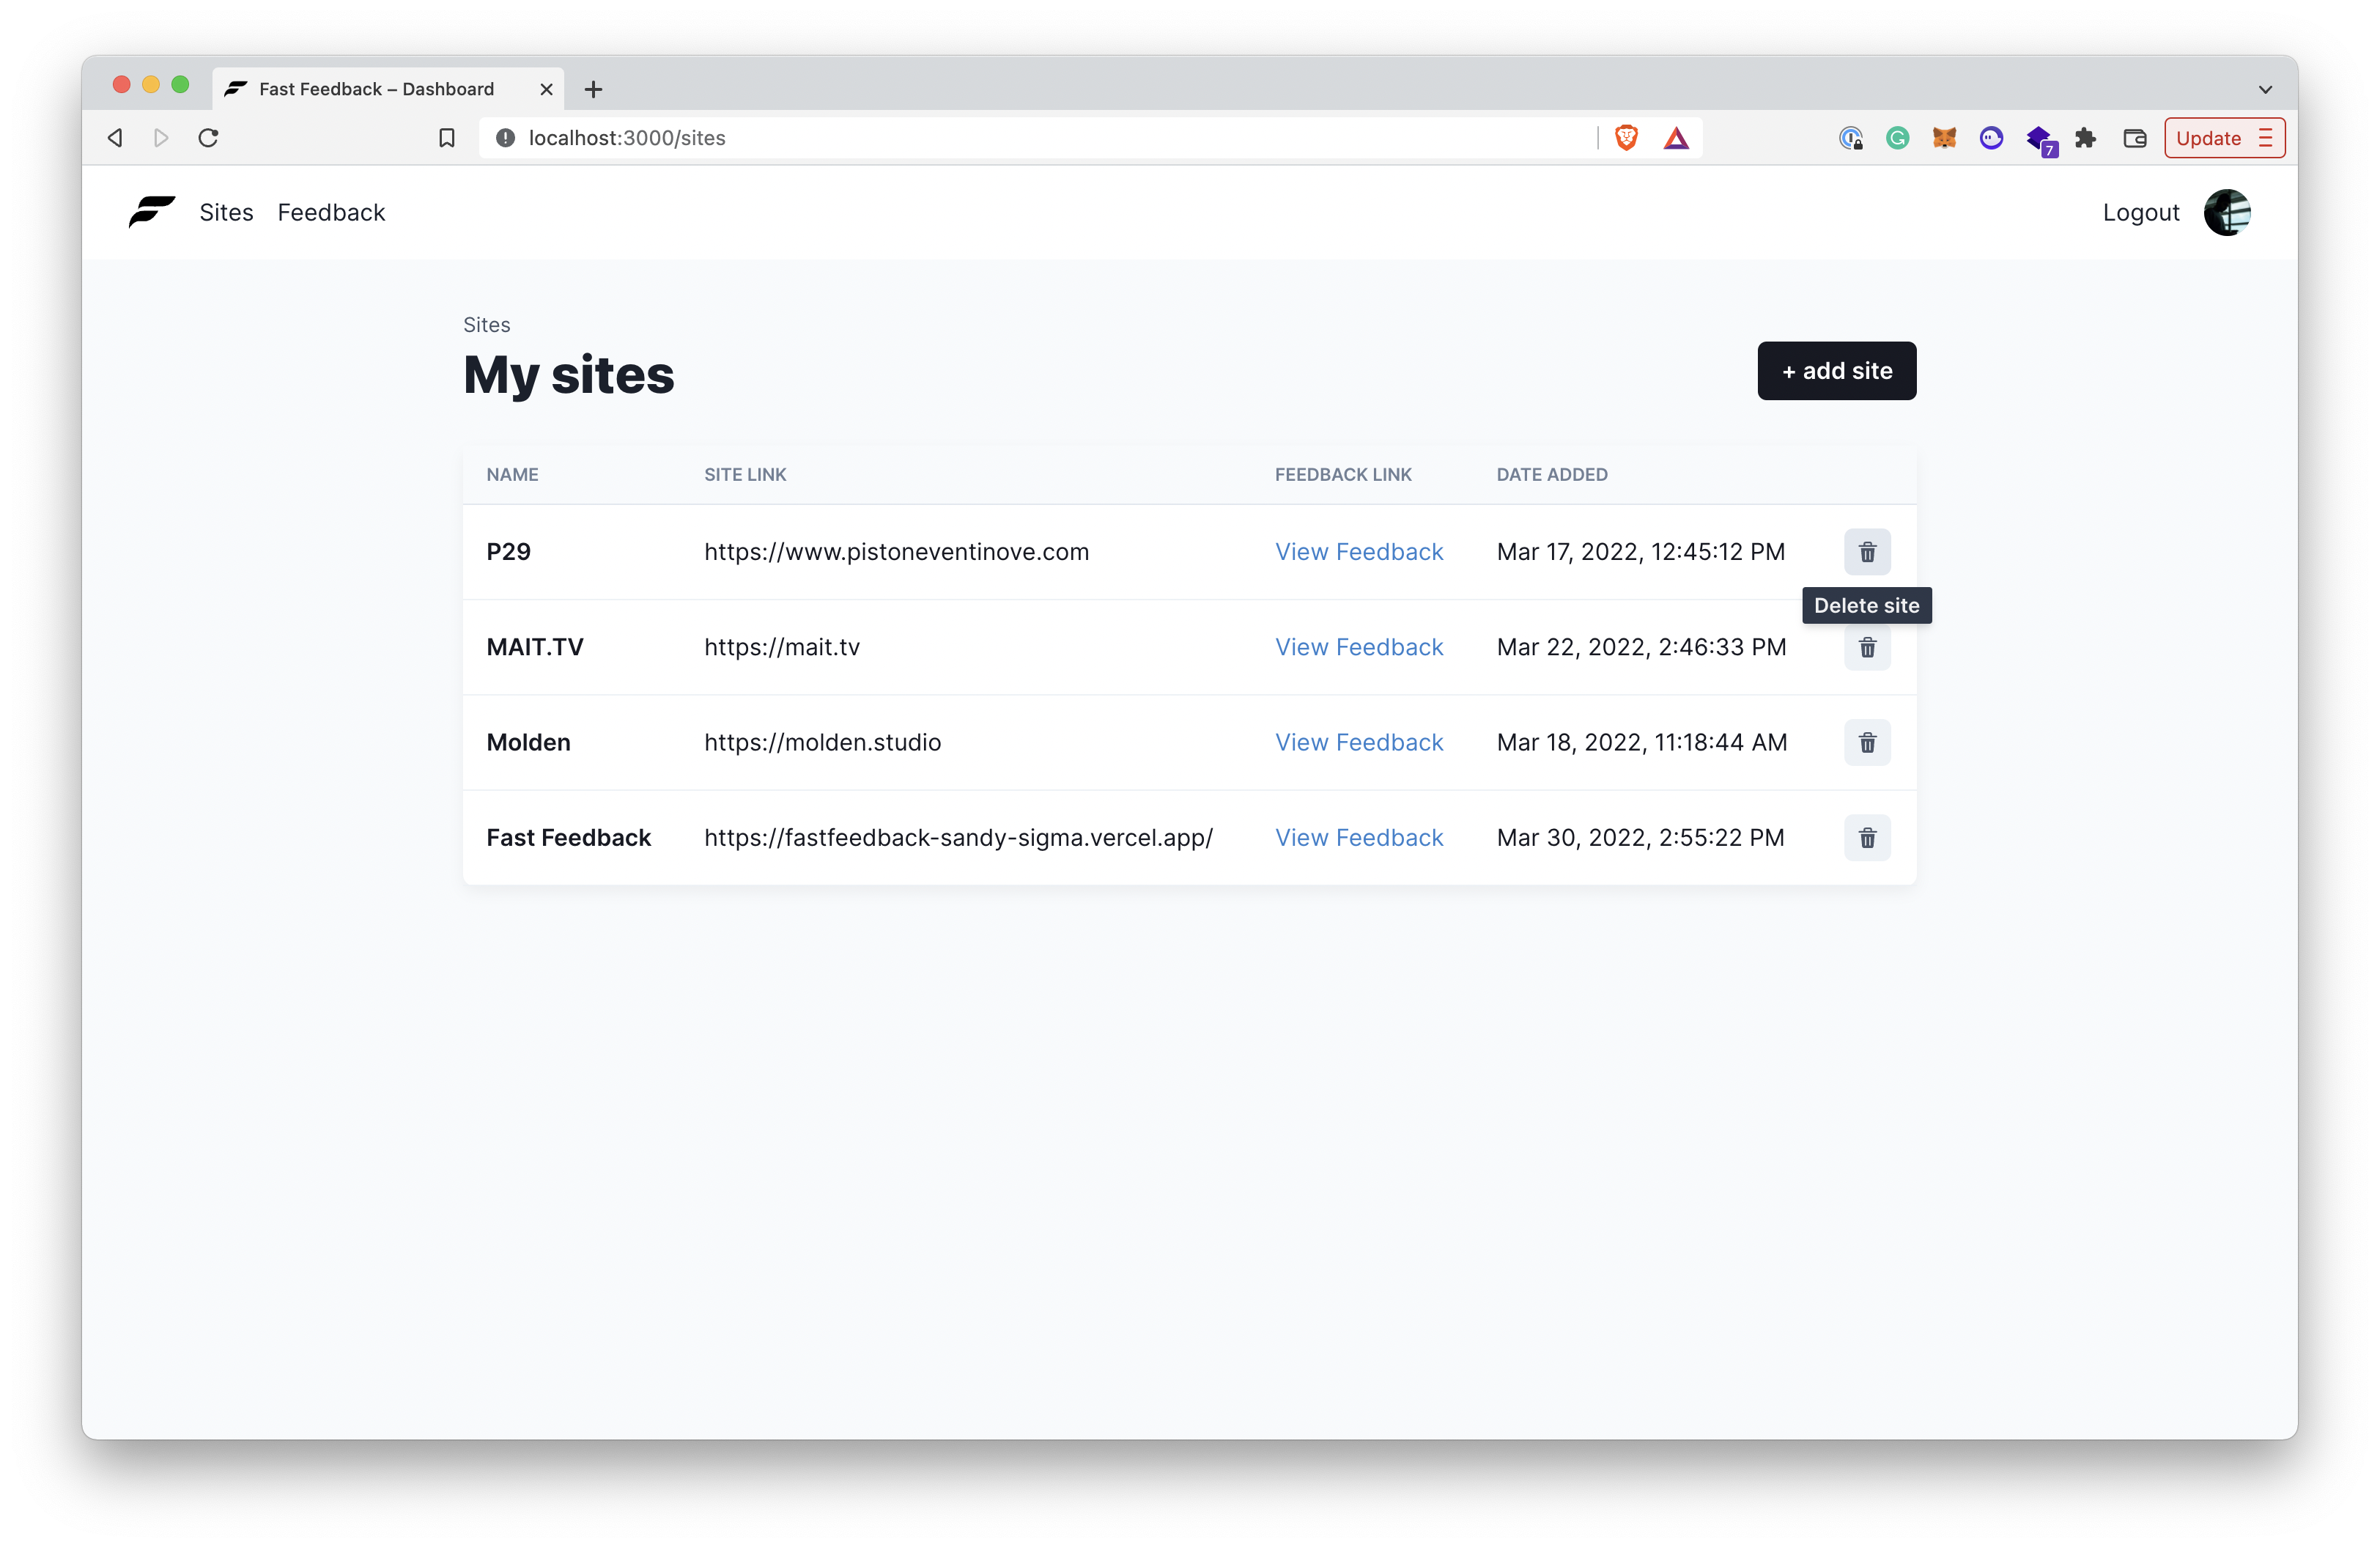 Fast Feedback – Dashboard
localhost:3000/sites
7
Update
Sites Feedback Logout
Sites
My sites
+ add site
NAME SITE LINK FEEDBACK LINK DATE ADDED
P29 https://www.pistoneventinove.com View Feedback Mar 17, 2022, 12:45:12 PM
Delete site
MAIT.TV https://mait.tv View Feedback Mar 22, 2022, 2:46:33 PM
Molden https://molden.studio View Feedback Mar 18, 2022, 11:18:44 AM
Fast Feedback https://fastfeedback-sandy-sigma.vercel.app/ View Feedback Mar 30, 2022, 2:55:22 PM